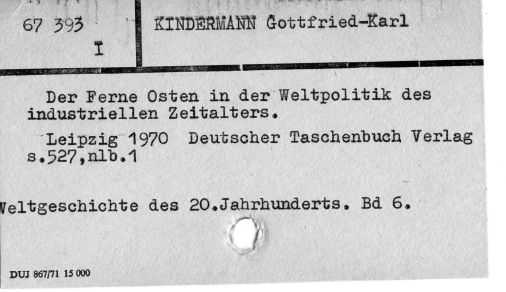 67 393
I
KINDERMANN Gottfried-Karl
Der Ferne Osten in der Weltpolitik des
industriellen Zeitalters.
Leipzig 1970 Deutscher Taschenbuch Verlag
s.527,nlb.1
Weltgeschichte des 20.Jahrhunderts. Bd 6.
DUJ 867/71 15 000